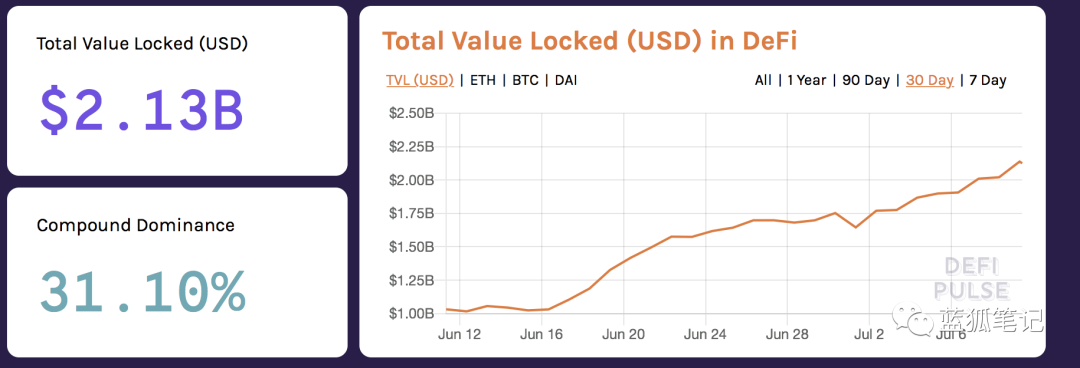 Total Value Locked (USD)
$2.13B
Compound Dominance
31.10%
Total Value Locked (USD) in DeFi
TVL (USD) | ETH | BTC | DAI
All | 1 Year | 90 Day | 30 Day | 7 Day
$2.50B
$2.25B
$2.00B
$1.75B
$1.50B
$1.25B
$1.00B
Jun 12 Jun 16 Jun 20 Jun 24 Jun 28 Jul 2 Jul 6
DEFI
PULSE
蓝狐笔记